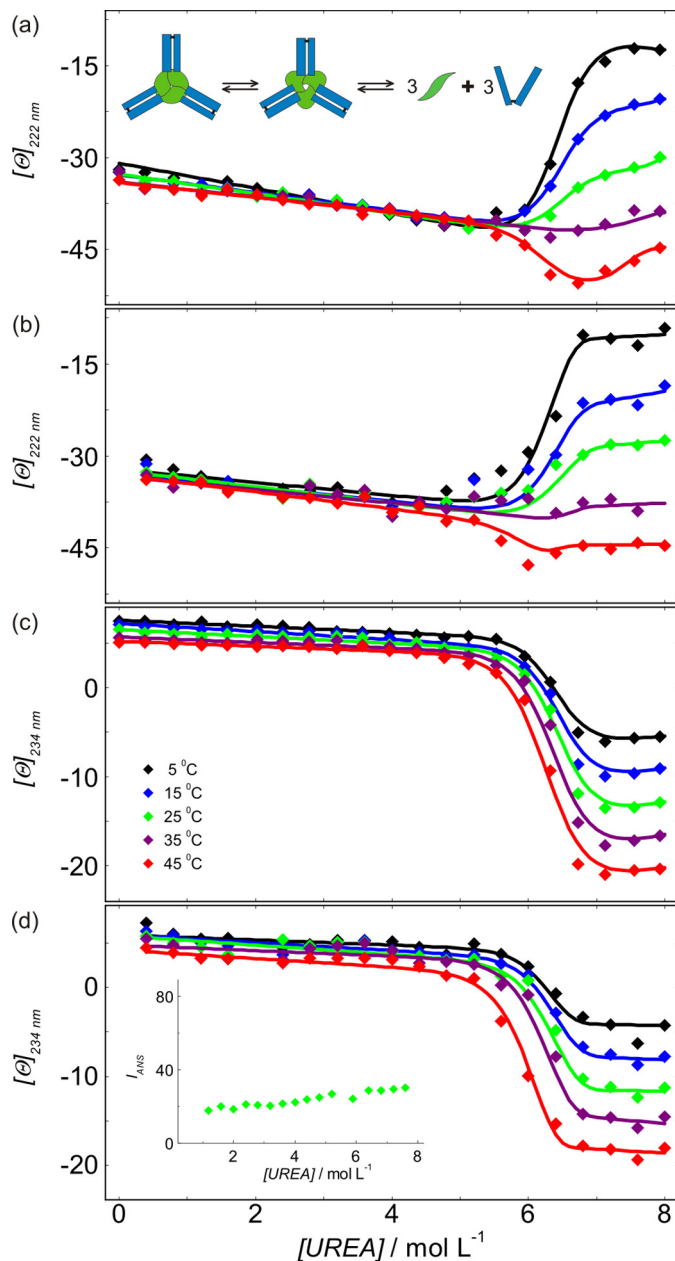 (a)
-15
3 + 3
-30
-45
[Θ]222 nm
(b)
-15
-30
-45
[Θ]222 nm
(c)
0
-10
-20
[Θ]234 nm
5 ⁰C
15 ⁰C
25 ⁰C
35 ⁰C
45 ⁰C
(d)
0
-10
-20
[Θ]234 nm
80
40
0
I_ANS
2 4 6 8
[UREA] / mol L⁻¹
0 2 4 6 8
[UREA] / mol L⁻¹